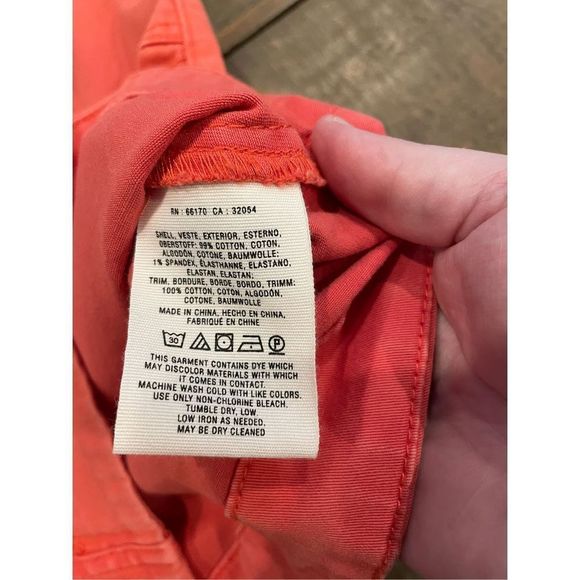 RN : 66170 CA : 32054
SHELL, VESTE, EXTERIOR, ESTERNO,
OBERSTOFF: 99% COTTON, COTON,
ALGODÓN, COTONE, BAUMWOLLE;
1% SPANDEX, ÉLASTHANNE, ELASTANO,
ELASTAN, ELASTAN;
TRIM, BORDURE, BORDE, BORDO, TRIMM:
100% COTTON, COTON, ALGODÓN,
COTONE, BAUMWOLLE
MADE IN CHINA, HECHO EN CHINA,
FABRIQUÉ EN CHINE
30 P
THIS GARMENT CONTAINS DYE WHICH
MAY DISCOLOR MATERIALS WITH WHICH
IT COMES IN CONTACT.
MACHINE WASH COLD WITH LIKE COLORS.
USE ONLY NON-CHLORINE BLEACH.
TUMBLE DRY, LOW.
LOW IRON AS NEEDED.
MAY BE DRY CLEANED